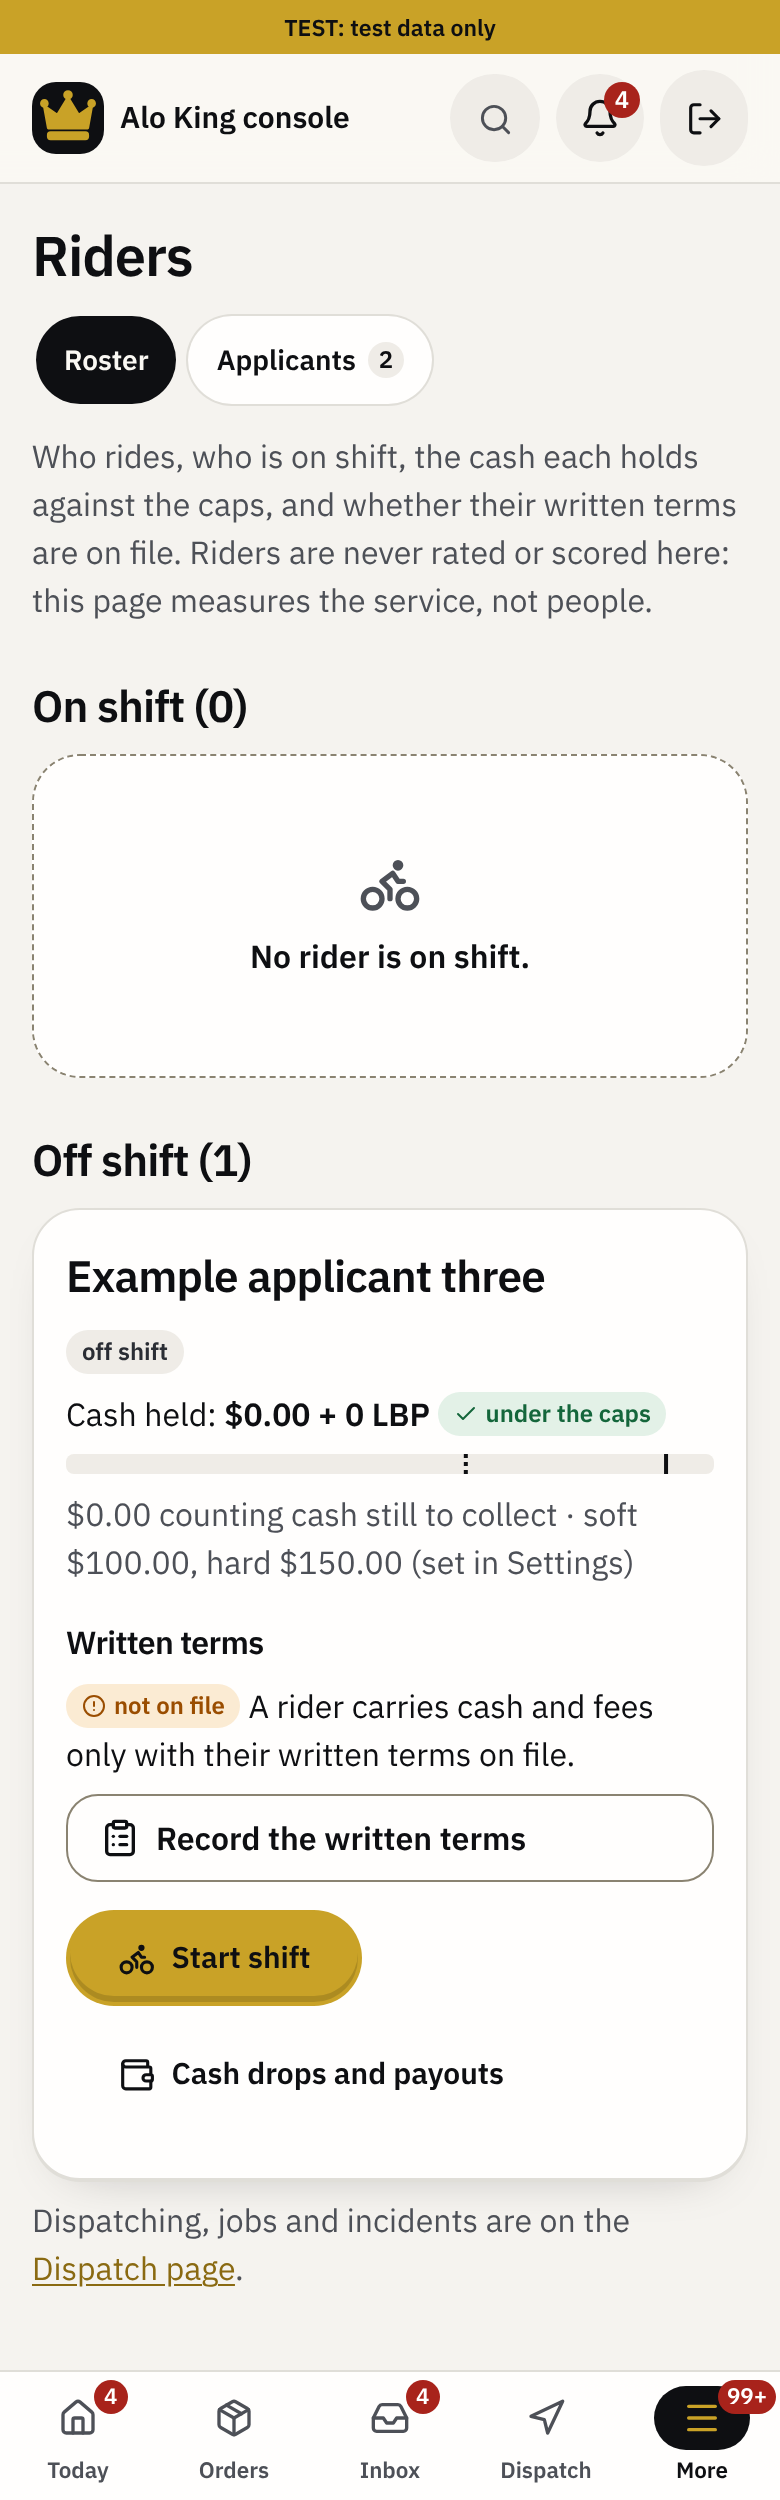 TEST: test data only
Alo King console
4
Riders
Roster
Applicants 2
Who rides, who is on shift, the cash each holds
against the caps, and whether their written terms
are on file. Riders are never rated or scored here:
this page measures the service, not people.
On shift (0)
No rider is on shift.
Off shift (1)
Example applicant three
off shift
Cash held: $0.00 + 0 LBP under the caps
$0.00 counting cash still to collect · soft
$100.00, hard $150.00 (set in Settings)
Written terms
not on file A rider carries cash and fees
only with their written terms on file.
Record the written terms
Start shift
Cash drops and payouts
Dispatching, jobs and incidents are on the
Dispatch page.
4 4 99+
Today Orders Inbox Dispatch More